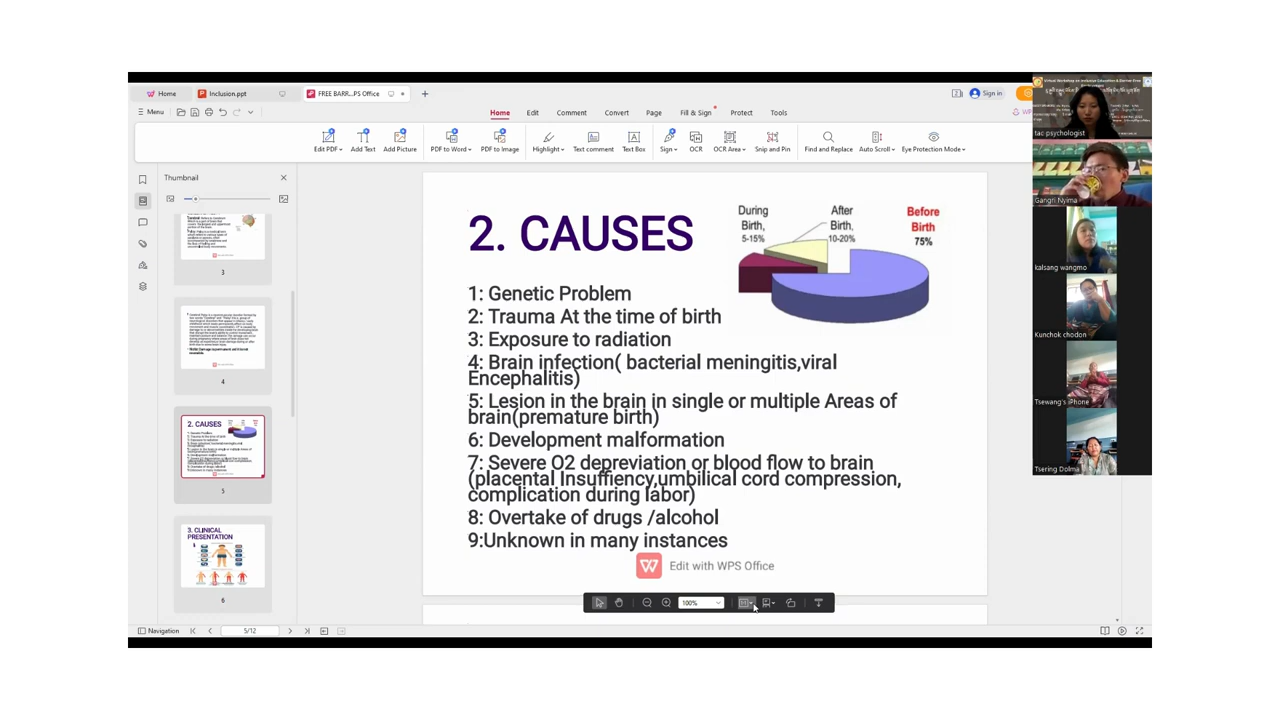 Home
Inclusion.ppt
FREE BARR...PS Office
Sign in
Menu
Home
Edit
Comment
Convert
Page
Fill & Sign
Protect
Tools
Edit PDF
Add Text
Add Picture
PDF to Word
PDF to Image
Highlight
Text comment
Text Box
Sign
OCR
OCR Area
Snip and Pin
Find and Replace
Auto Scroll
Eye Protection Mode
Thumbnail
3
4
2. CAUSES
5
3. CLINICAL
PRESENTATION
6
2. CAUSES
During
Birth,
5-15%
After
Birth,
10-20%
Before
Birth
75%
1: Genetic Problem
2: Trauma At the time of birth
3: Exposure to radiation
4: Brain infection( bacterial meningitis,viral
Encephalitis)
5: Lesion in the brain in single or multiple Areas of
brain(premature birth)
6: Development malformation
7: Severe O2 depreviation or blood flow to brain
(placental Insuffiency,umbilical cord compression,
complication during labor)
8: Overtake of drugs /alcohol
9:Unknown in many instances
Edit with WPS Office
100%
Navigation
5/12
tac psychologist
Gangri Nyima
kalsang wangmo
Kunchok chodon
Tsewang's iPhone
Tsering Dolma